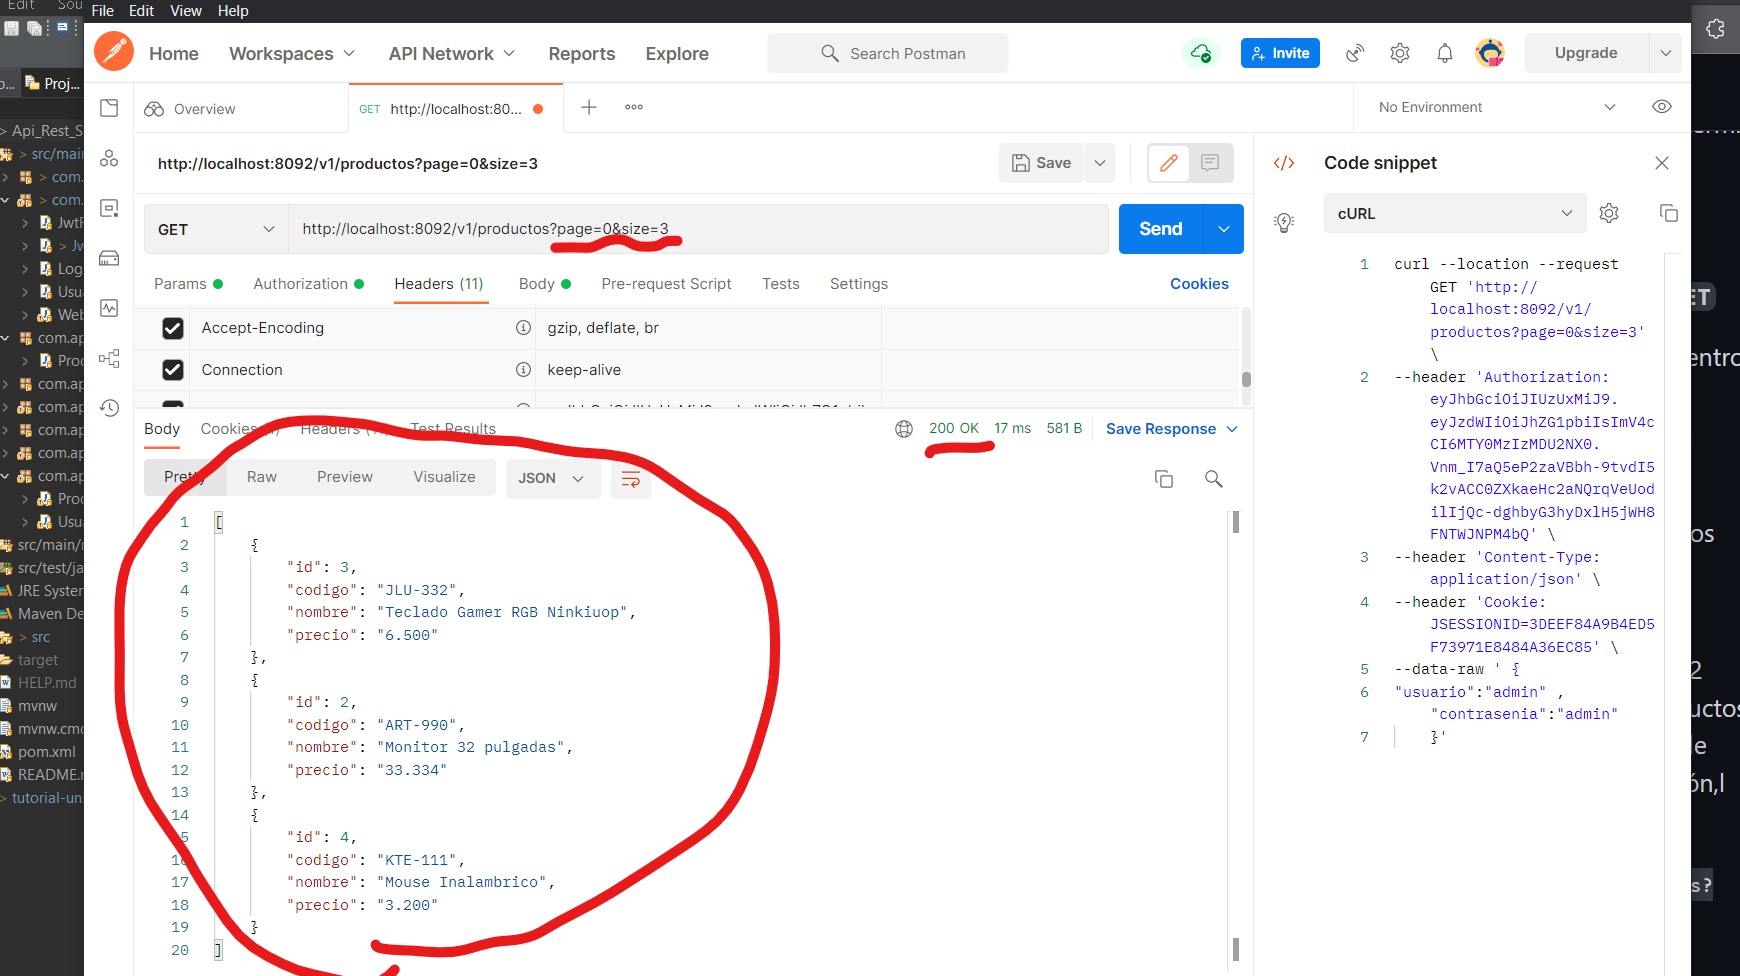 Edit Sou
File Edit View Help
Home Workspaces API Network Reports Explore Search Postman Invite Upgrade
Proj...
Overview GET http://localhost:80... No Environment
Api_Rest_S
src/mai
http://localhost:8092/v1/productos?page=0&size=3 Save Code snippet
com.
com.
GET http://localhost:8092/v1/productos?page=0&size=3 Send cURL
Log
Usu
Web
com.ap
Proc
com.ap
com.ap
com.ap
com.ap
com.ap
Proc
Usua
src/main/r
src/test/ja
JRE System
Maven De
src
target
HELP.md
mvnw
mvnw.cmd
pom.xml
README.r
tutorial-un
Params Authorization Headers (11) Body Pre-request Script Tests Settings Cookies
Accept-Encoding gzip, deflate, br
Connection keep-alive
Body Cookies Headers Test Results 200 OK 17 ms 581 B Save Response
Pretty Raw Preview Visualize JSON
1 [
2 {
3 "id": 3,
4 "codigo": "JLU-332",
5 "nombre": "Teclado Gamer RGB Ninkiuop",
6 "precio": "6.500"
7 },
8 {
9 "id": 2,
10 "codigo": "ART-990",
11 "nombre": "Monitor 32 pulgadas",
12 "precio": "33.334"
13 },
14 {
15 "id": 4,
16 "codigo": "KTE-111",
17 "nombre": "Mouse Inalambrico",
18 "precio": "3.200"
19 }
20 ]
1 curl --location --request
GET 'http://
localhost:8092/v1/
productos?page=0&size=3'
\
2 --header 'Authorization:
eyJhbGciOiJIUzUxMiJ9.
eyJzdWIiOiJhZG1pbiIsImV4c
CI6MTY0MzIzMDU2NX0.
Vnm_I7aQ5eP2zaVBbh-9tvdI5
k2vACC0ZXkaeHc2aNQrqVeUod
ilIjQc-dghbyG3hyDxlH5jWH8
FNTWJNPM4bQ' \
3 --header 'Content-Type:
application/json' \
4 --header 'Cookie:
JSESSIONID=3DEEF84A9B4ED5
F73971E8484A36EC85' \
5 --data-raw ' {
6 "usuario":"admin" ,
"contrasenia":"admin"
7 }'
ET
entro
os
2
uctos
le
ón,l
s?